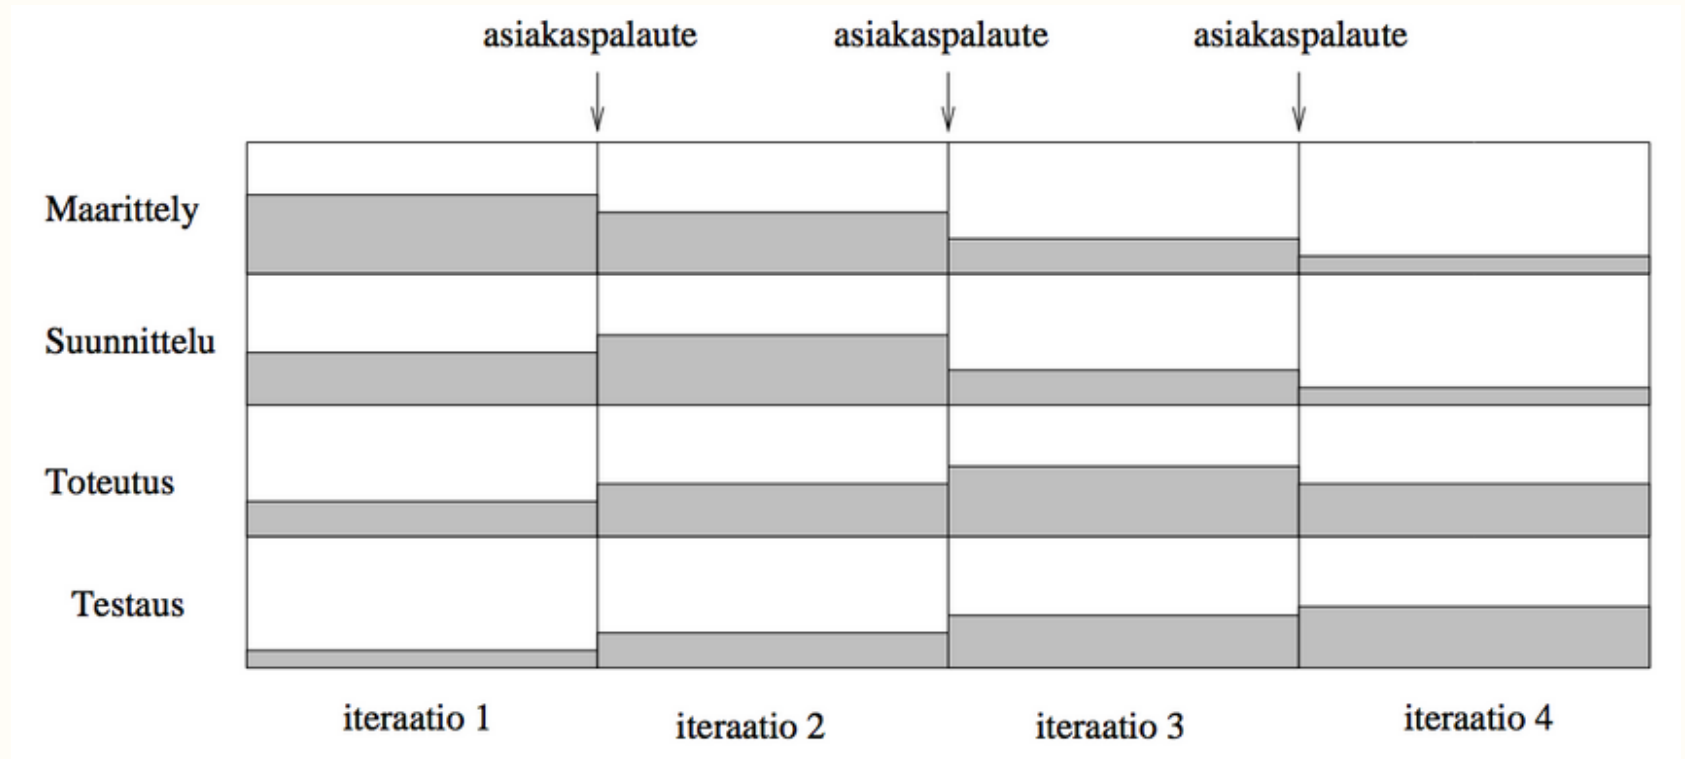 asiakaspalaute asiakaspalaute asiakaspalaute
Maarittely
Suunnittelu
Toteutus
Testaus
iteraatio 1 iteraatio 2 iteraatio 3 iteraatio 4